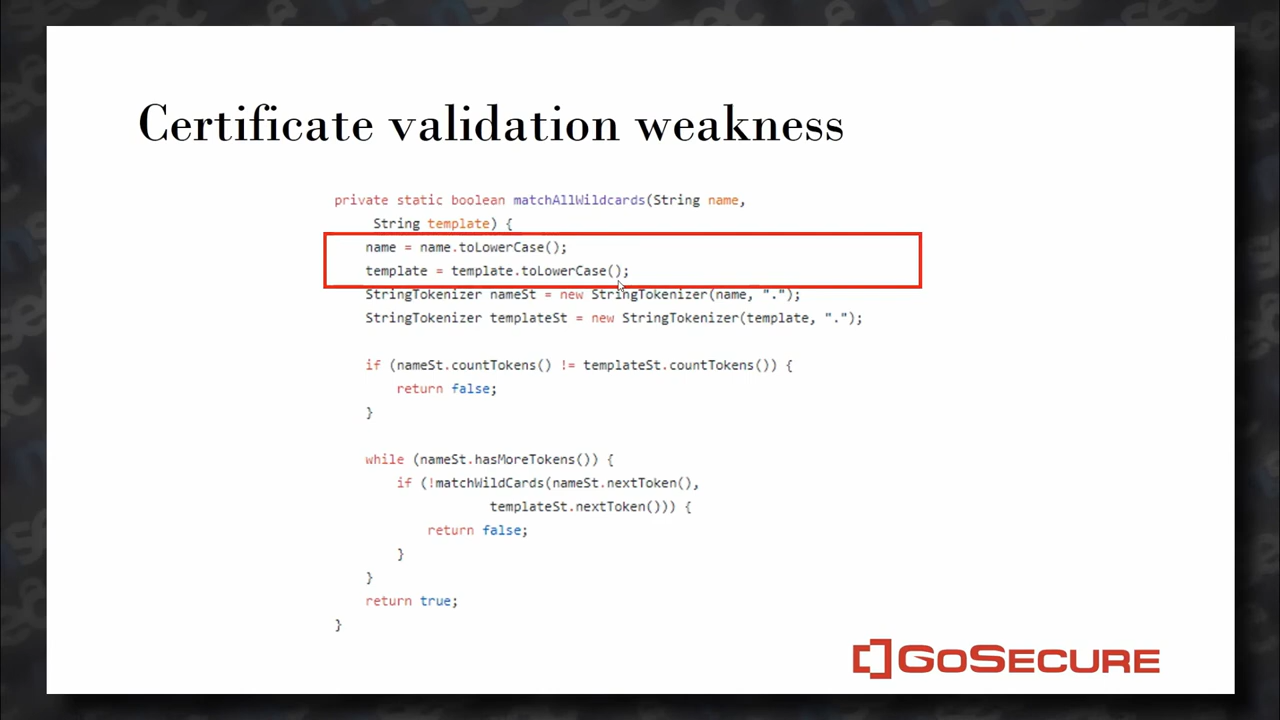 Certificate validation weakness
private static boolean matchAllWildcards(String name,
String template) {
name = name.toLowerCase();
template = template.toLowerCase();
StringTokenizer nameSt = new StringTokenizer(name, ".");
StringTokenizer templateSt = new StringTokenizer(template, ".");
if (nameSt.countTokens() != templateSt.countTokens()) {
return false;
}
while (nameSt.hasMoreTokens()) {
if (!matchWildCards(nameSt.nextToken(),
templateSt.nextToken())) {
return false;
}
}
return true;
}
GOSECURE